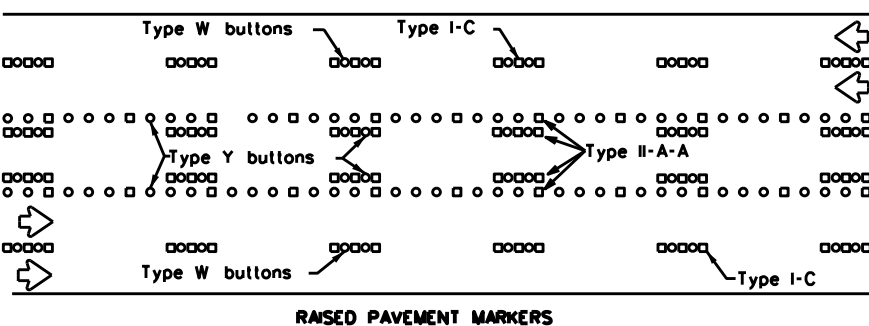 Type W buttons
Type I-C
Type Y buttons
Type II-A-A
Type W buttons
Type I-C
RAISED PAVEMENT MARKERS